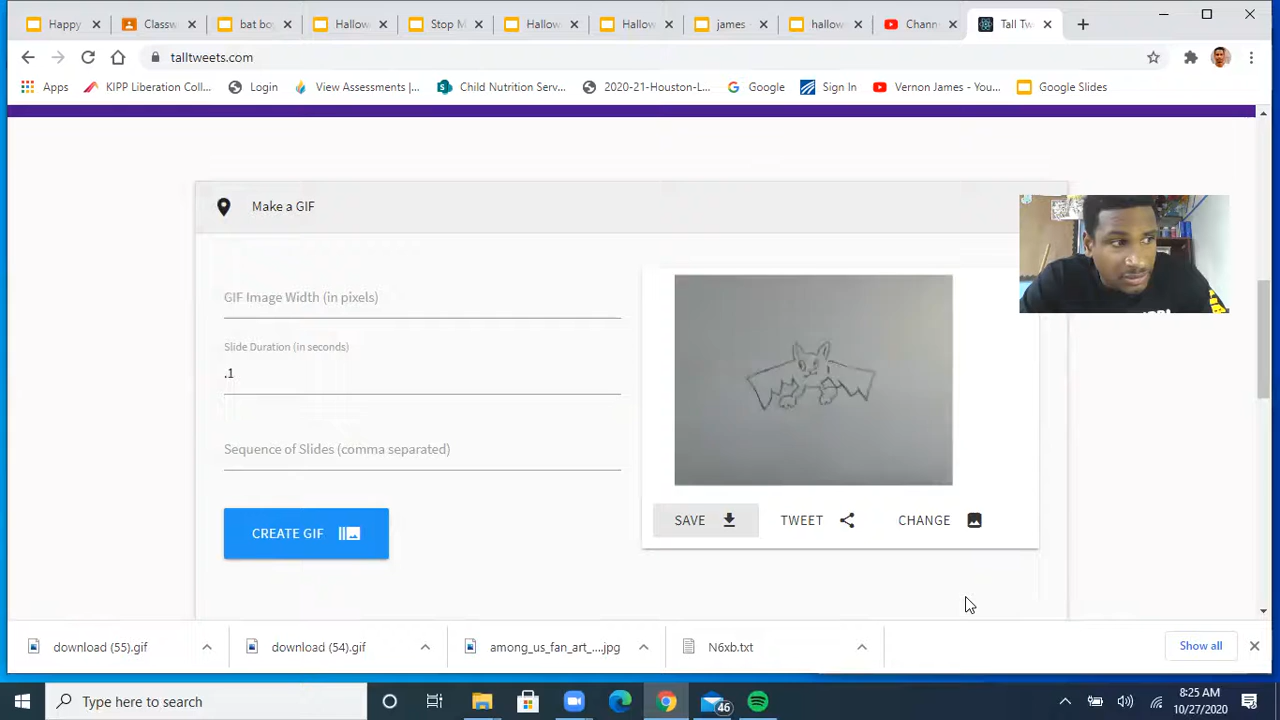 Happy
Classw
bat bo
Hallow
Stop M
Hallow
Hallow
james -
hallow
Chann
Tall Tw
talltweets.com
Apps
KIPP Liberation Coll...
Login
View Assessments |...
Child Nutrition Serv...
2020-21-Houston-L...
Google
Sign In
Vernon James - You...
Google Slides
Make a GIF
GIF Image Width (in pixels)
Slide Duration (in seconds)
.1
Sequence of Slides (comma separated)
CREATE GIF
SAVE
TWEET
CHANGE
download (55).gif
download (54).gif
among_us_fan_art_....jpg
N6xb.txt
Show all
Type here to search
46
8:25 AM
10/27/2020